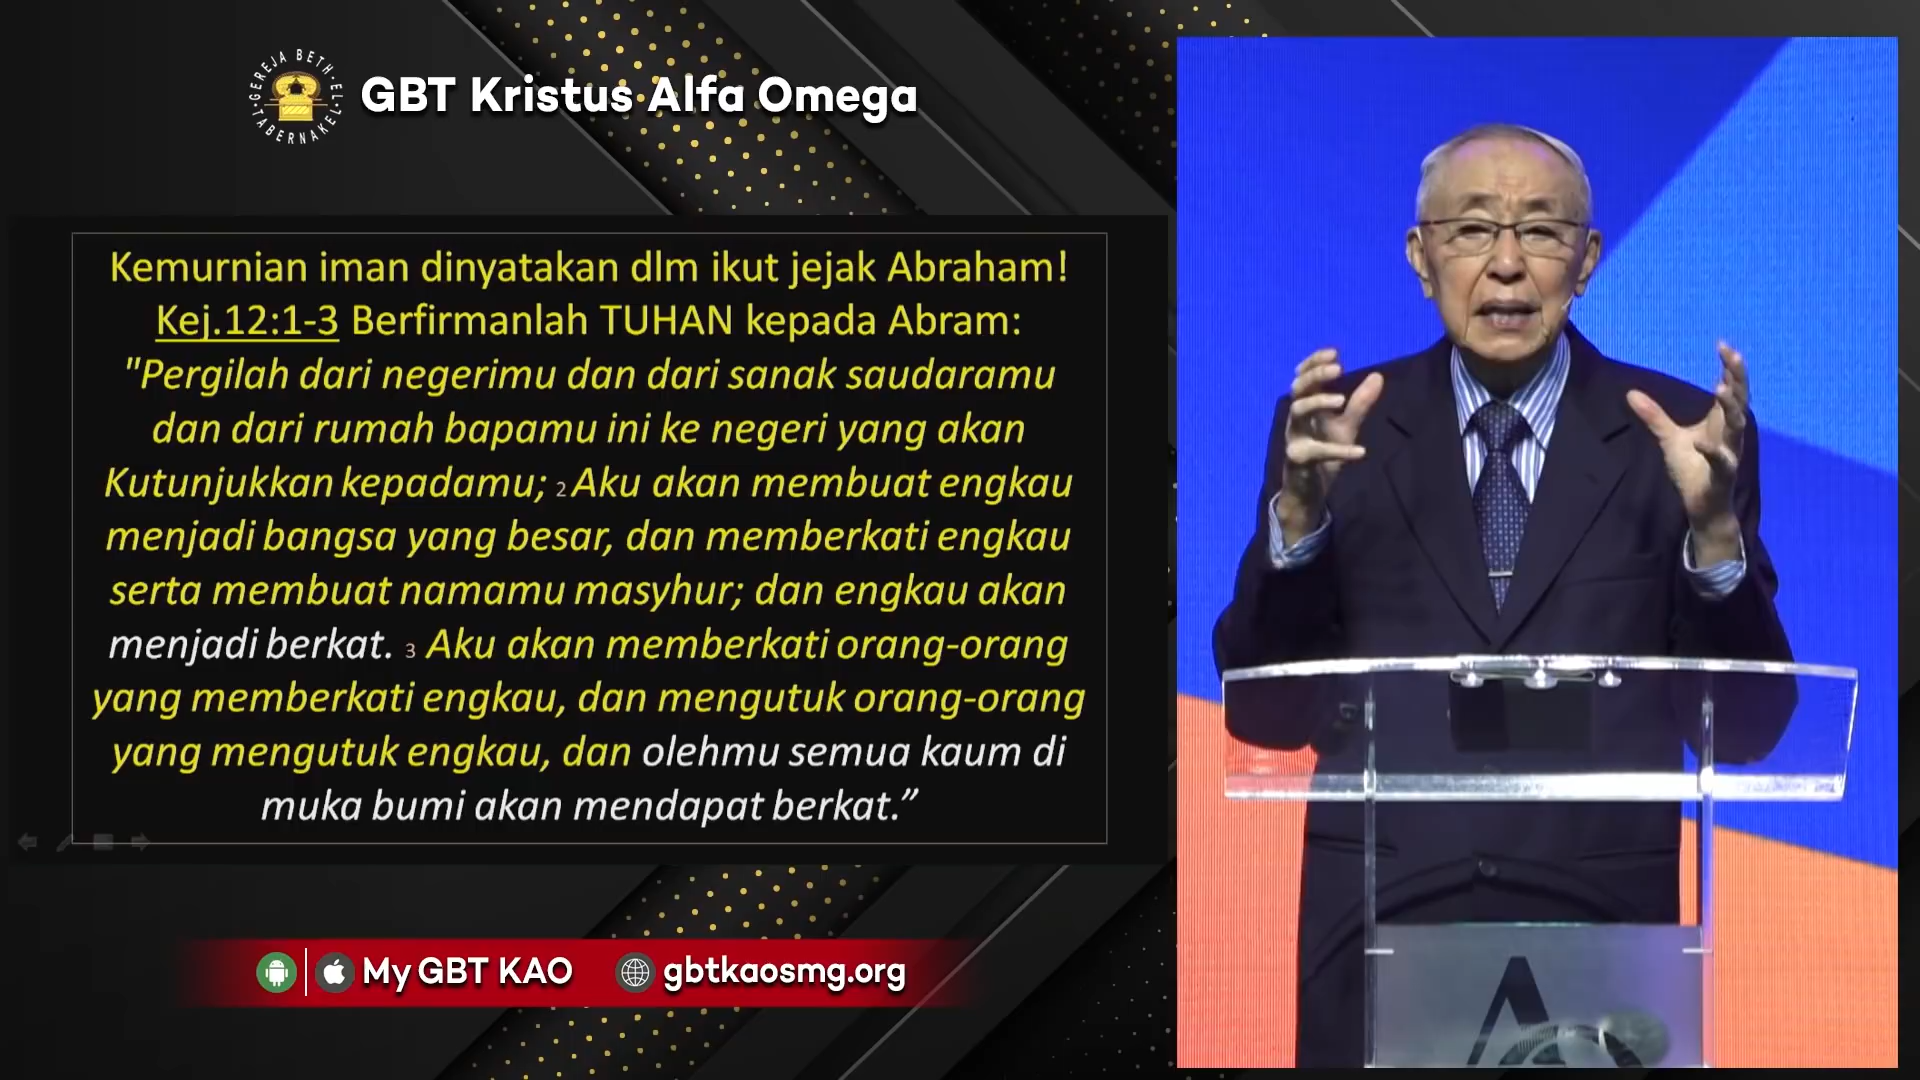 GEREJA BETH-EL TABERNAKEL
GBT Kristus Alfa Omega
Kemurnian iman dinyatakan dlm ikut jejak Abraham!
Kej.12:1-3 Berfirmanlah TUHAN kepada Abram:
"Pergilah dari negerimu dan dari sanak saudaramu
dan dari rumah bapamu ini ke negeri yang akan
Kutunjukkan kepadamu; 2 Aku akan membuat engkau
menjadi bangsa yang besar, dan memberkati engkau
serta membuat namamu masyhur; dan engkau akan
menjadi berkat. 3 Aku akan memberkati orang-orang
yang memberkati engkau, dan mengutuk orang-orang
yang mengutuk engkau, dan olehmu semua kaum di
muka bumi akan mendapat berkat.”
My GBT KAO
gbtkaosmg.org